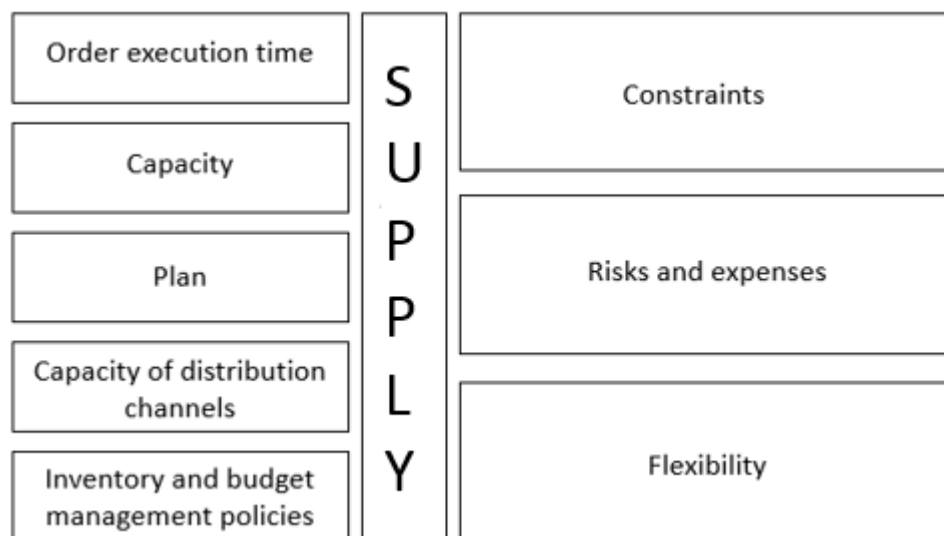 Order execution time
Capacity
Plan
Capacity of distribution
channels
Inventory and budget
management policies
S
U
P
P
L
Y
Constraints
Risks and expenses
Flexibility